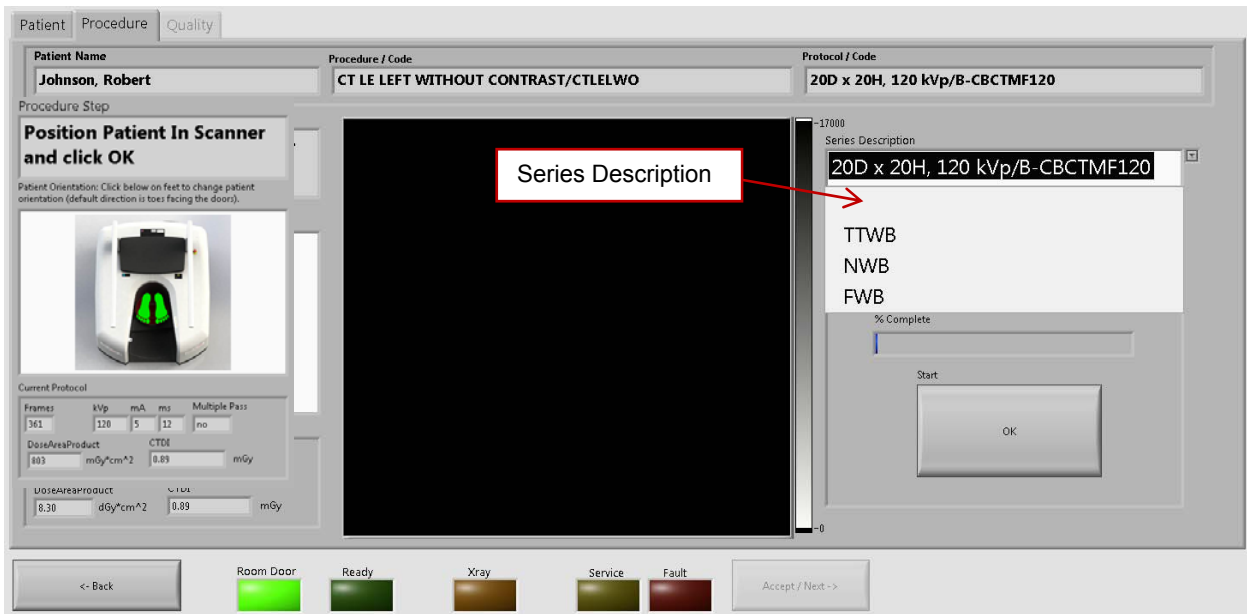 Patient Procedure Quality
Patient Name
Johnson, Robert
Procedure / Code
CT LE LEFT WITHOUT CONTRAST/CTLELWO
Protocol / Code
20D x 20H, 120 kVp/B-CBCTMF120
Procedure Step
Position Patient In Scanner
and click OK
Patient Orientation: Click below on feet to change patient
orientation (default direction is toes facing the doors).
Current Protocol
Frames kVp mA ms Multiple Pass
361 120 5 12 no
DoseAreaProduct CTDI
803 mGy*cm^2 0.89 mGy
DoseAreaProduct CTDI
8.30 dGy*cm^2 0.89 mGy
Series Description
-17000
-0
Series Description
20D x 20H, 120 kVp/B-CBCTMF120
TTWB
NWB
FWB
% Complete
Start
OK
<- Back
Room Door
Ready
Xray
Service
Fault
Accept / Next ->